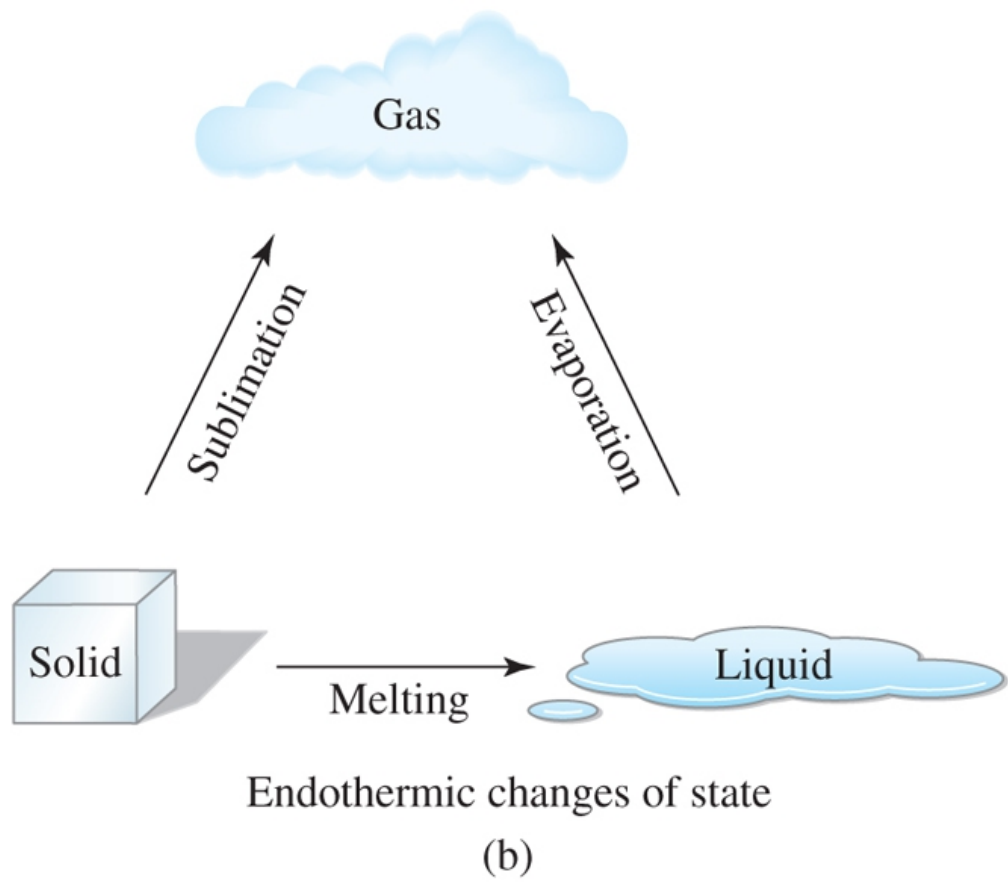 Gas
Sublimation
Evaporation
Solid
Melting
Liquid
Endothermic changes of state
(b)